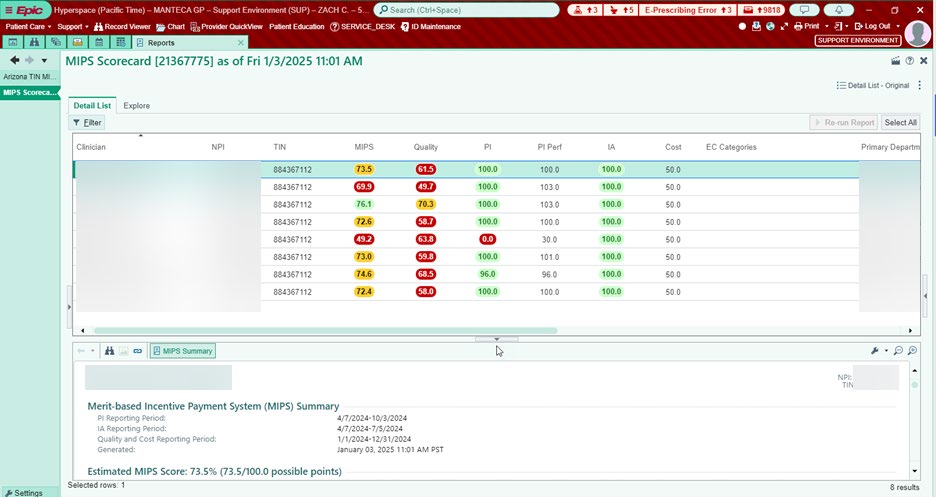 Epic Hyperspace (Pacific Time) – MANTECA GP – Support Environment (SUP) – ZACH C. – 5... Search (Ctrl+Space) 3 5 E-Prescribing Error 3 9818
Patient Care Support Record Viewer Chart Provider QuickView Patient Education SERVICE_DESK ID Maintenance Print Log Out
Reports SUPPORT ENVIRONMENT
MIPS Scorecard [21367775] as of Fri 1/3/2025 11:01 AM
Arizona TIN MI...
MIPS Scoreca...
Detail List - Original
Detail List Explore
Filter Re-run Report Select All
Clinician NPI TIN MIPS Quality PI PI Perf IA Cost EC Categories Primary Departm
884367112 73.5 61.5 100.0 100.0 100.0 50.0
884367112 69.9 49.7 100.0 103.0 100.0 50.0
884367112 76.1 70.3 100.0 103.0 100.0 50.0
884367112 72.6 58.7 100.0 100.0 100.0 50.0
884367112 49.2 63.8 0.0 30.0 100.0 50.0
884367112 73.0 59.8 100.0 101.0 100.0 50.0
884367112 74.6 68.5 96.0 96.0 100.0 50.0
884367112 72.4 58.0 100.0 100.0 100.0 50.0
MIPS Summary
NPI:
TIN
Merit-based Incentive Payment System (MIPS) Summary
PI Reporting Period: 4/7/2024-10/3/2024
IA Reporting Period: 4/7/2024-7/5/2024
Quality and Cost Reporting Period: 1/1/2024-12/31/2024
Generated: January 03, 2025 11:01 AM PST
Estimated MIPS Score: 73.5% (73.5/100.0 possible points)
Selected rows: 1 8 results
Settings